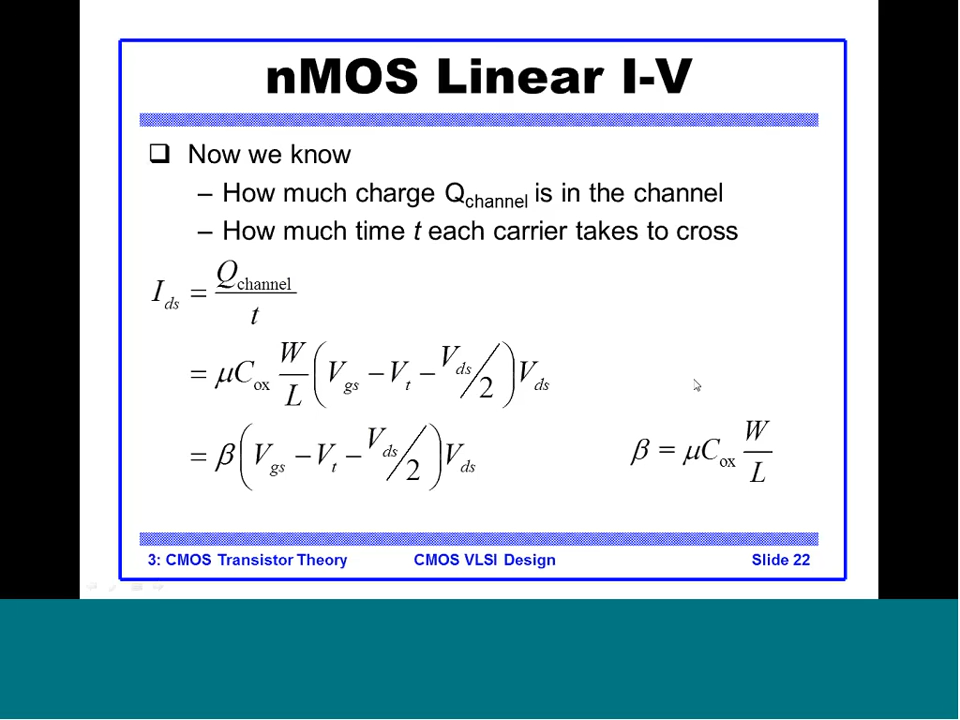 nMOS Linear I-V
❑ Now we know
– How much charge Q_channel is in the channel
– How much time t each carrier takes to cross
I_ds = Q_channel / t
= μC_ox W/L (V_gs − V_t − V_ds/2) V_ds
= β (V_gs − V_t − V_ds/2) V_ds
β = μC_ox W/L
3: CMOS Transistor Theory CMOS VLSI Design Slide 22